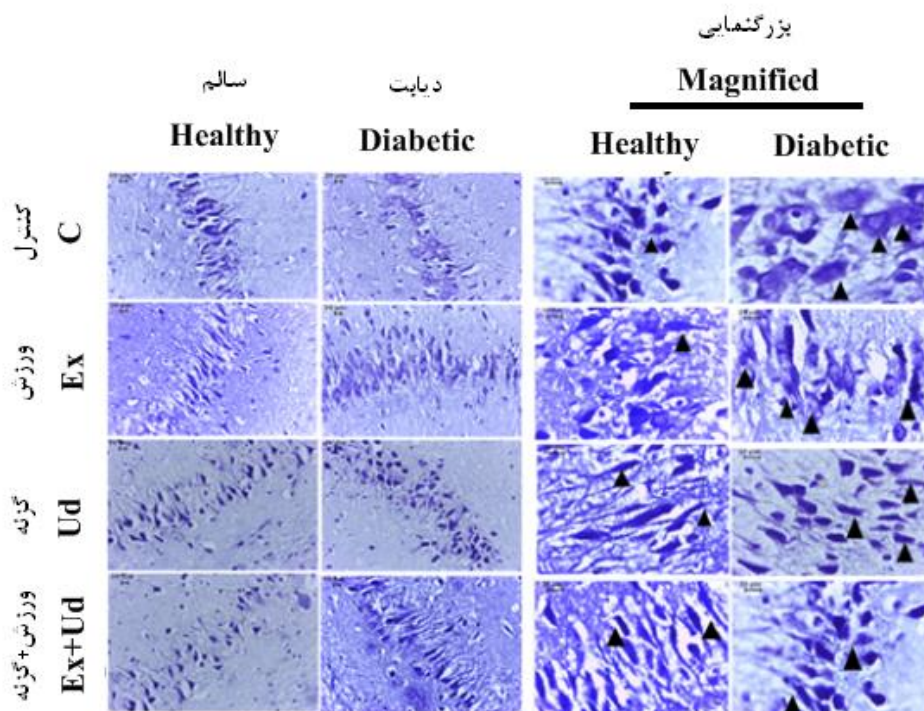 بزرگنمایی
سالم
دیابت
Magnified
Healthy
Diabetic
Healthy
Diabetic
کنترل
C
ورزش
Ex
گزنه
Ud
ورزش+گزنه
Ex+Ud